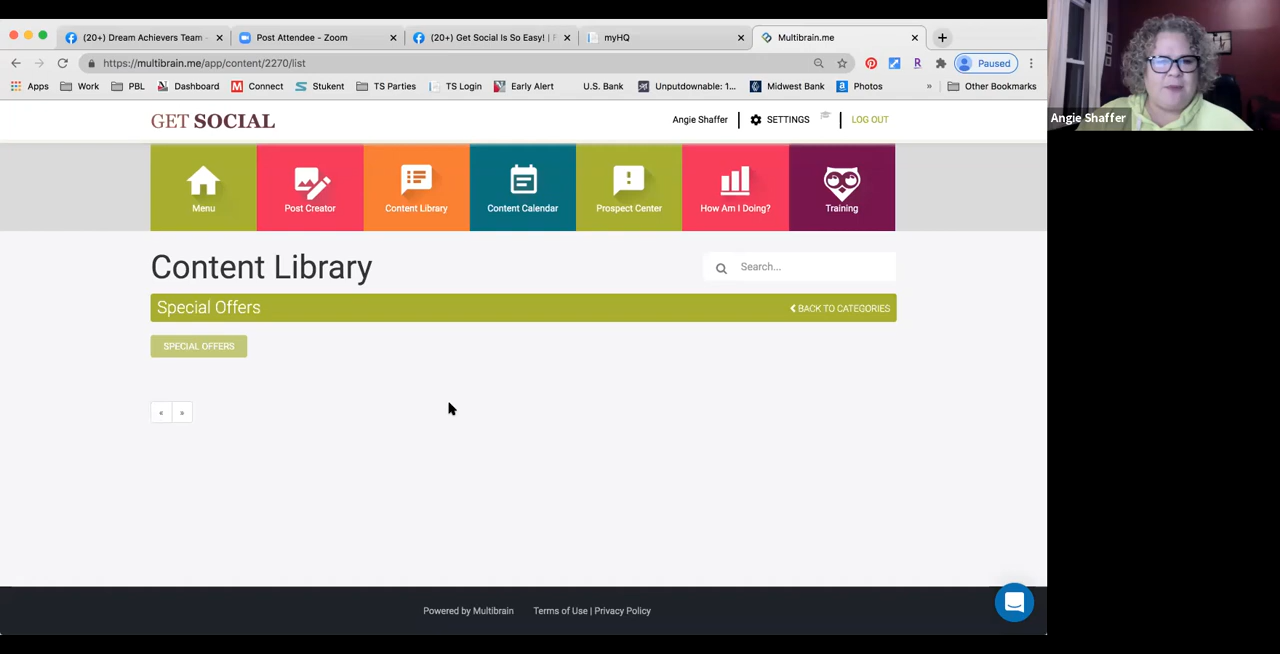 (20+) Dream Achievers Team -
Post Attendee - Zoom
(20+) Get Social Is So Easy! | F
myHQ
Multibrain.me
https://multibrain.me/app/content/2270/list
Paused
Apps
Work
PBL
Dashboard
Connect
Stukent
TS Parties
TS Login
Early Alert
U.S. Bank
Unputdownable: 1...
Midwest Bank
Photos
»
Other Bookmarks
Angie Shaffer
GET SOCIAL
Angie Shaffer
SETTINGS
LOG OUT
Menu
Post Creator
Content Library
Content Calendar
Prospect Center
How Am I Doing?
Training
Content Library
Search...
Special Offers
BACK TO CATEGORIES
SPECIAL OFFERS
« »
Powered by Multibrain
Terms of Use | Privacy Policy